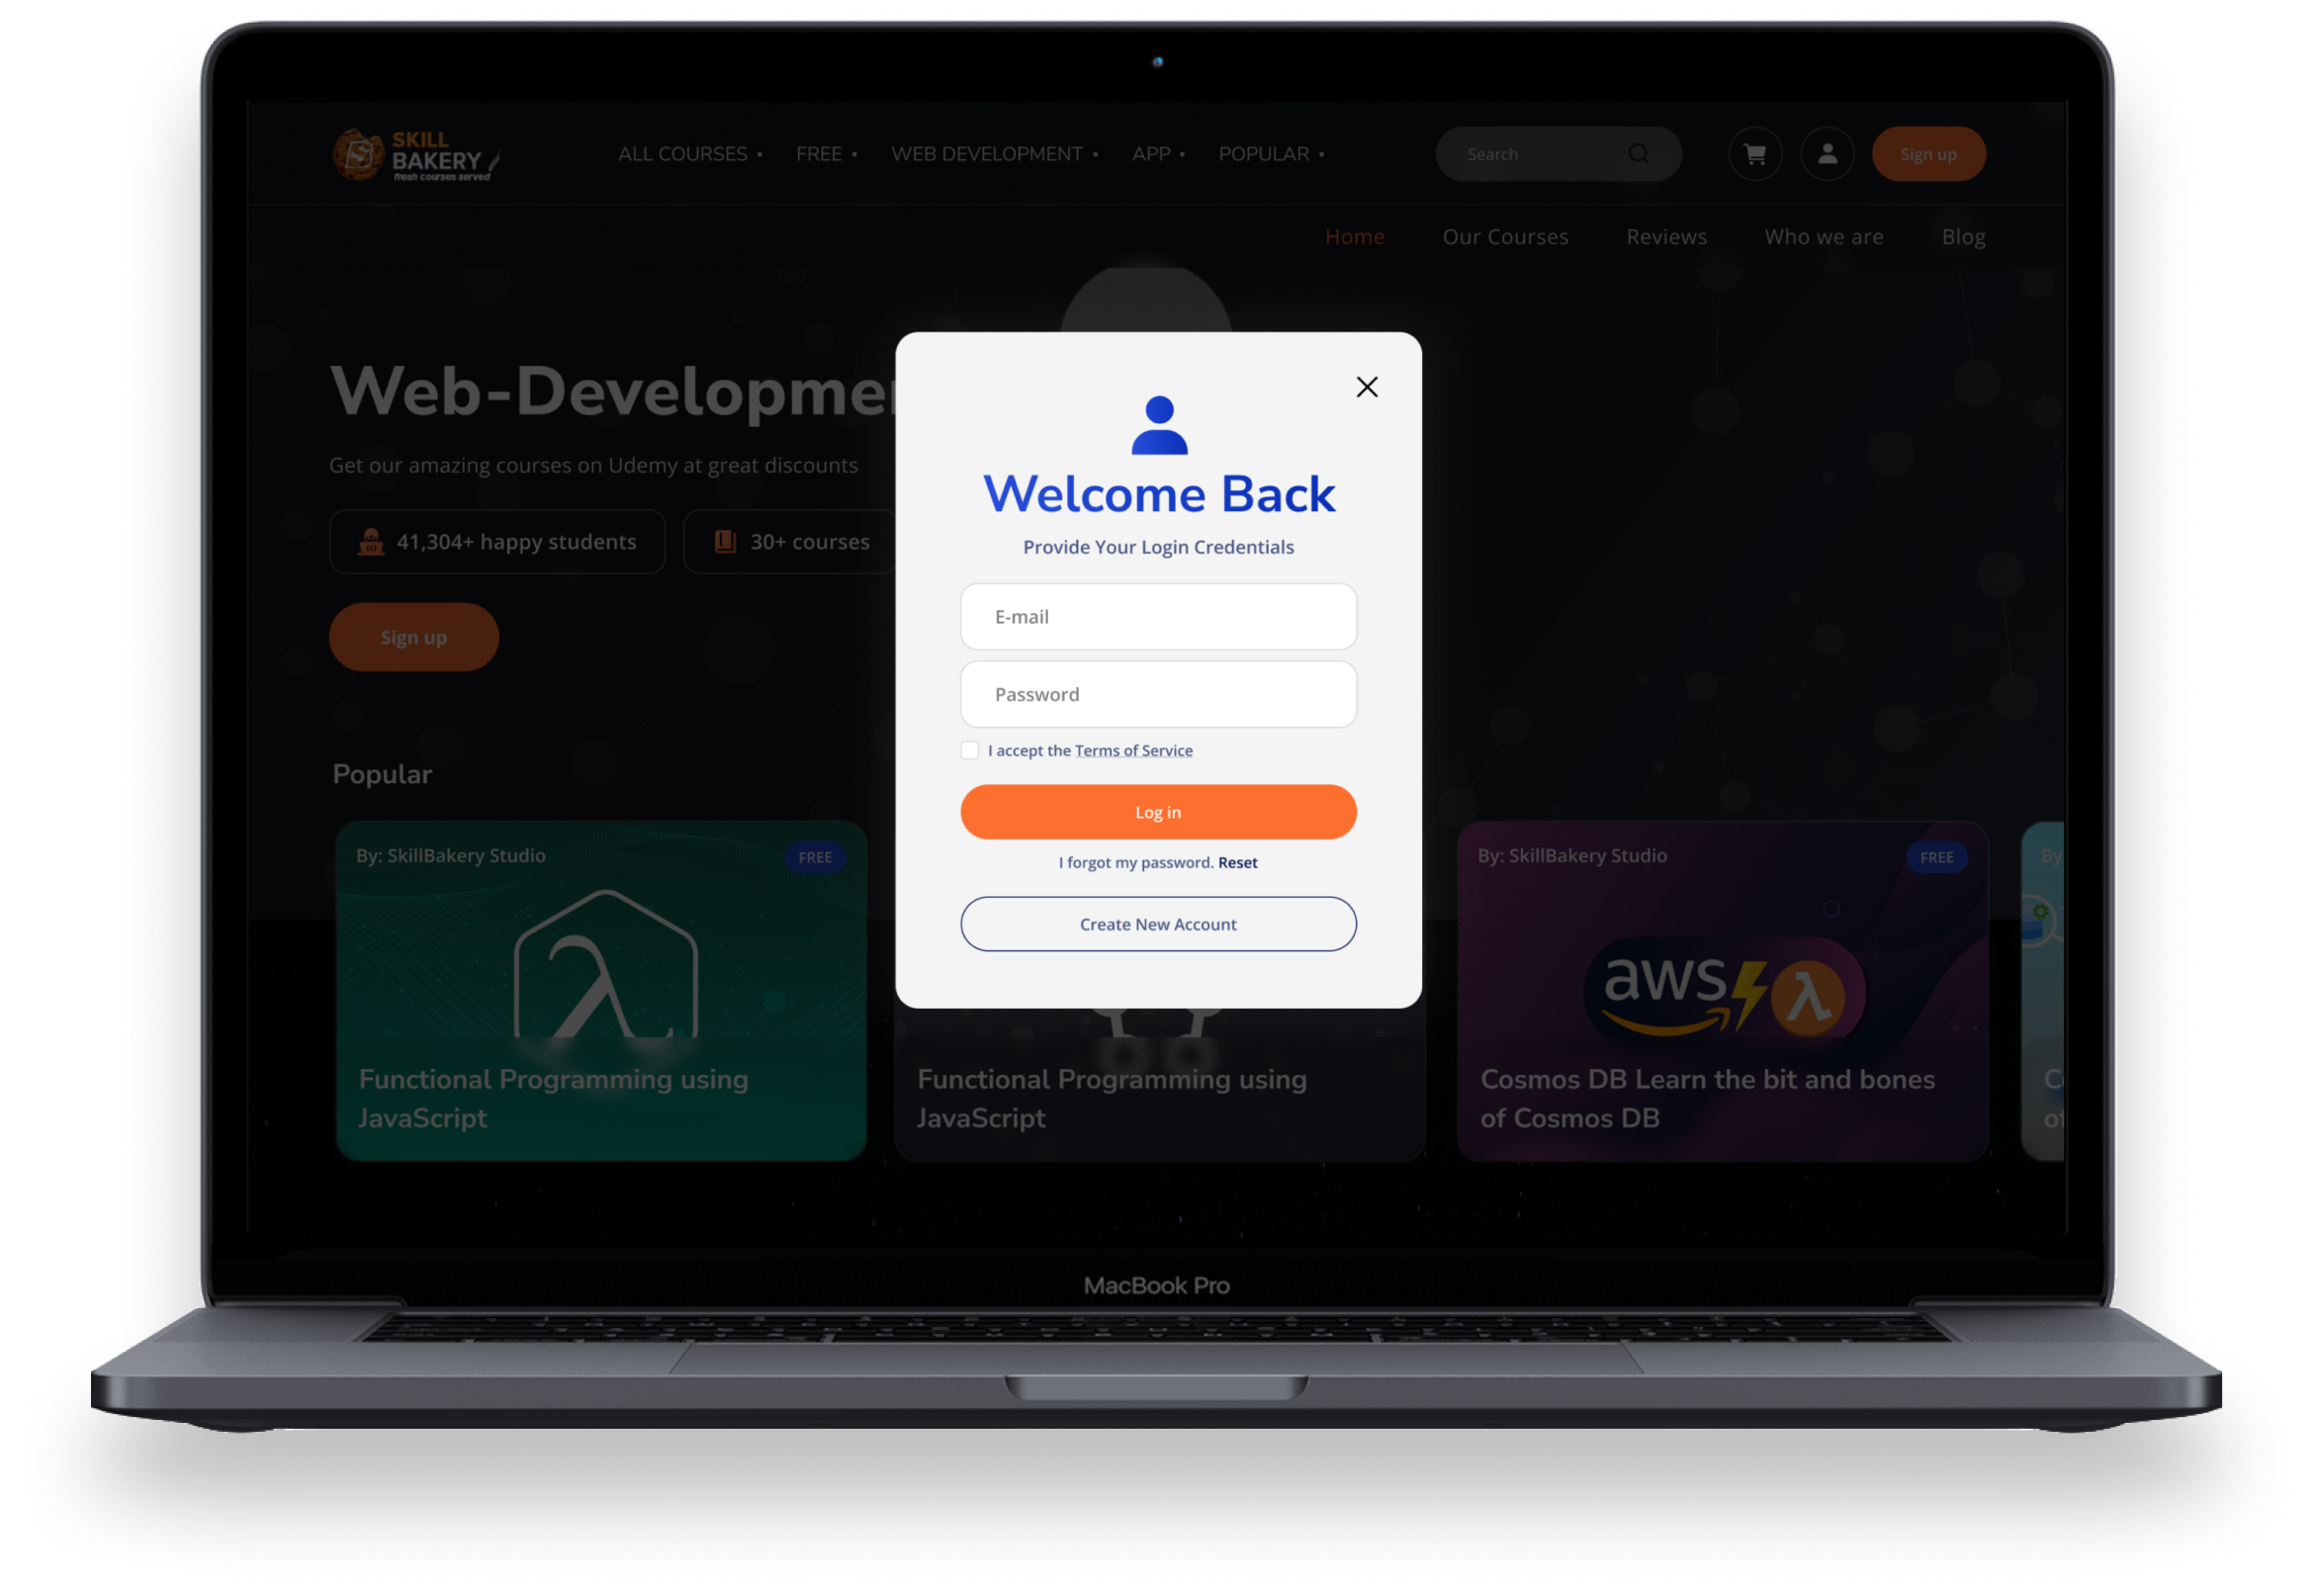 SKILL
BAKERY
fresh courses served
ALL COURSES • FREE • WEB DEVELOPMENT • APP • POPULAR •
Search
Sign up
Home Our Courses Reviews Who we are Blog
Web-Developme
Get our amazing courses on Udemy at great discounts
41,304+ happy students
30+ courses
Sign up
Welcome Back
Provide Your Login Credentials
E-mail
Password
I accept the Terms of Service
Log in
I forgot my password. Reset
Create New Account
Popular
By: SkillBakery Studio
FREE
Functional Programming using
JavaScript
Functional Programming using
JavaScript
By: SkillBakery Studio
FREE
aws
Cosmos DB Learn the bit and bones
of Cosmos DB
By
of
MacBook Pro